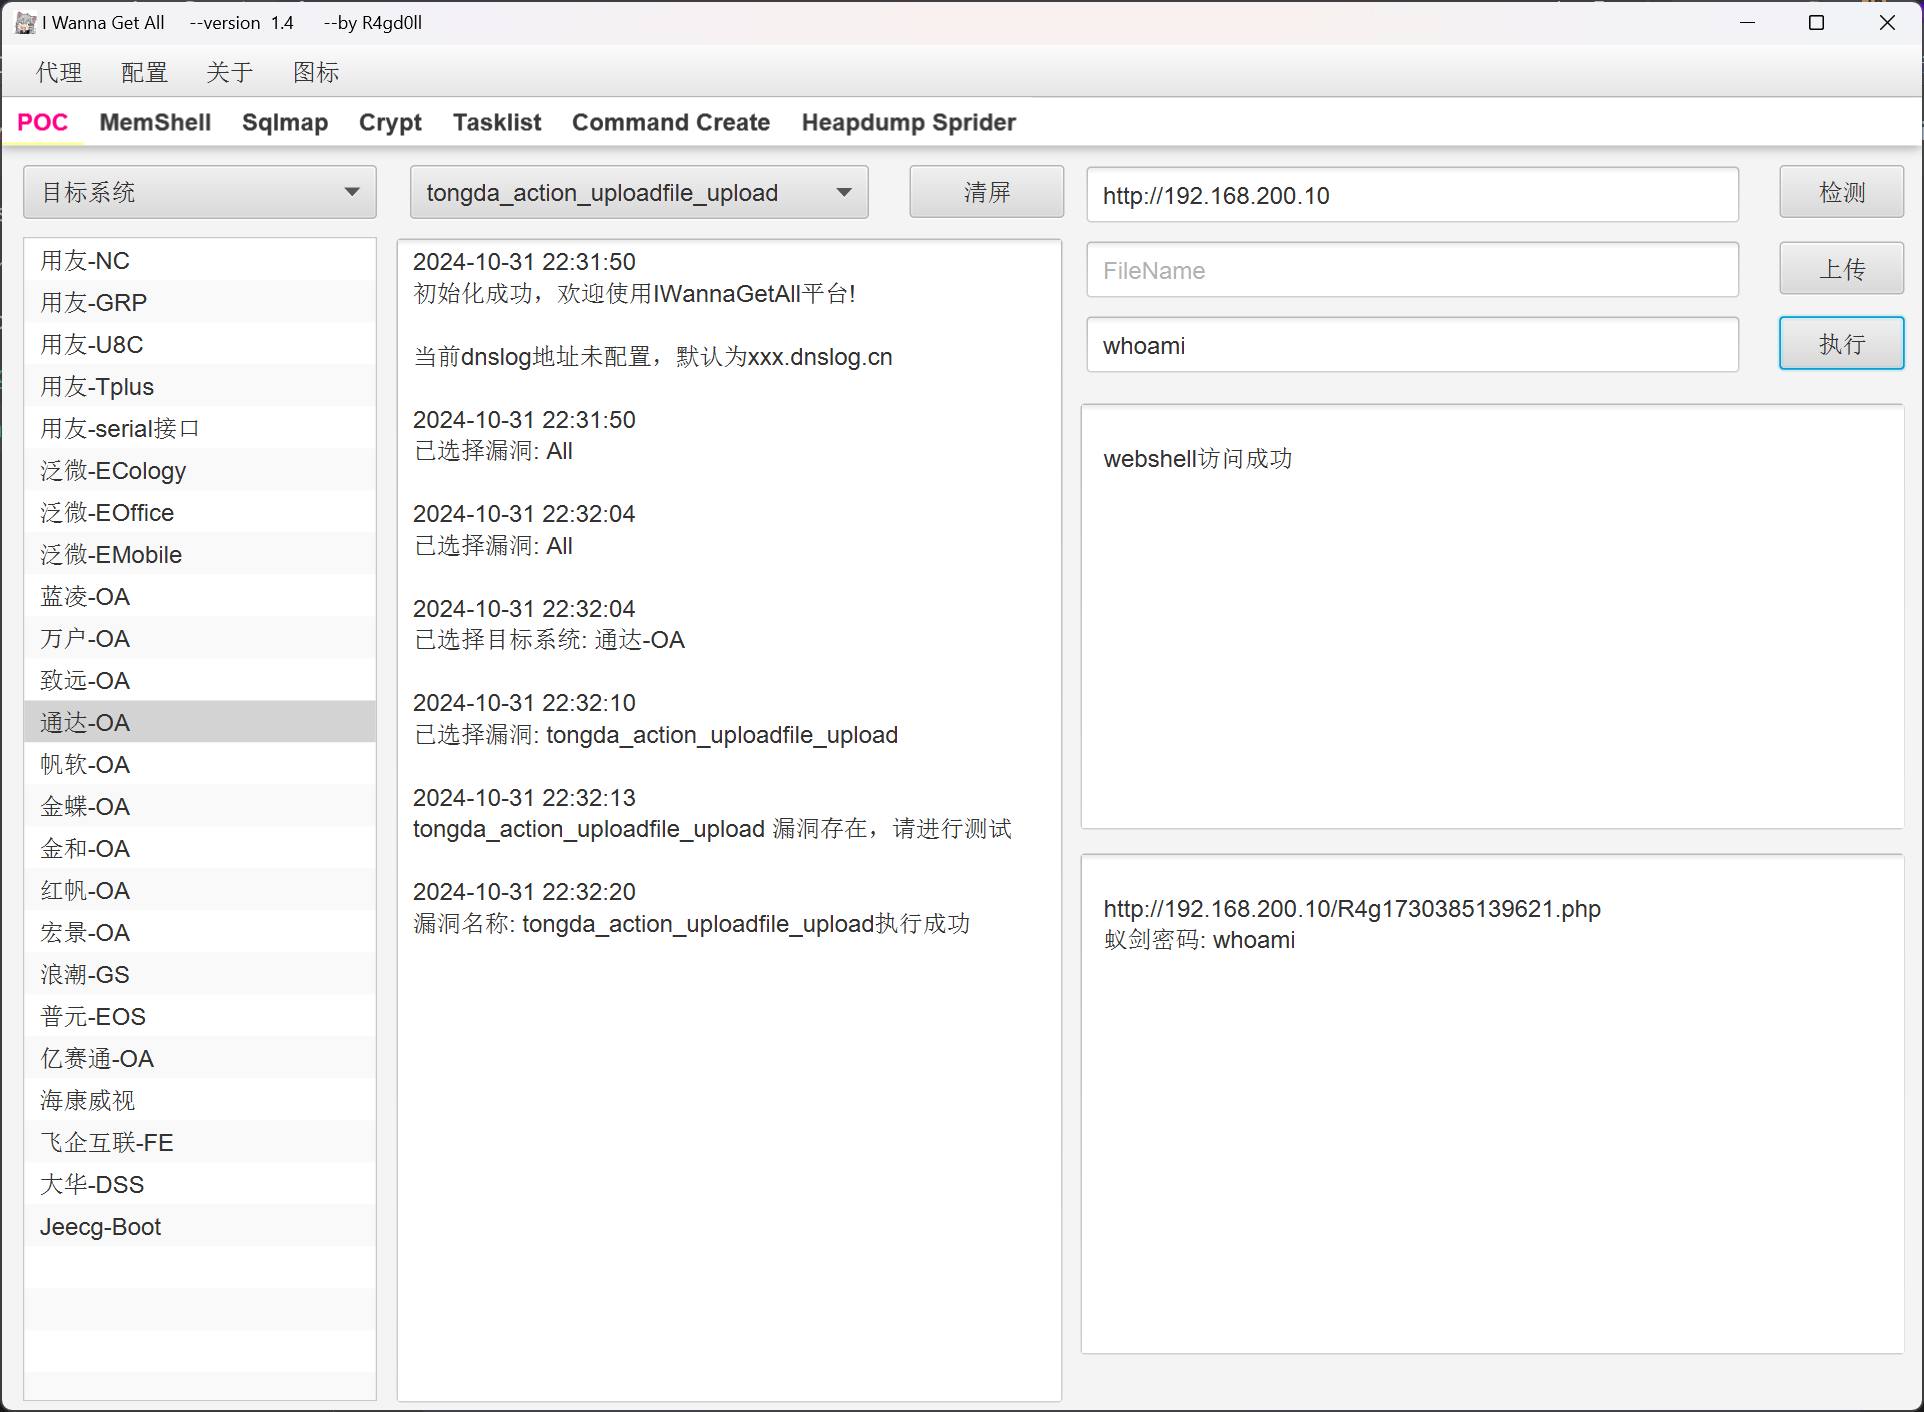 I Wanna Get All --version 1.4 --by R4gd0ll
代理 配置 关于 图标
POC MemShell Sqlmap Crypt Tasklist Command Create Heapdump Sprider
目标系统
tongda_action_uploadfile_upload
清屏
http://192.168.200.10
检测
FileName
上传
whoami
执行
用友-NC
用友-GRP
用友-U8C
用友-Tplus
用友-serial接口
泛微-ECology
泛微-EOffice
泛微-EMobile
蓝凌-OA
万户-OA
致远-OA
通达-OA
帆软-OA
金蝶-OA
金和-OA
红帆-OA
宏景-OA
浪潮-GS
普元-EOS
亿赛通-OA
海康威视
飞企互联-FE
大华-DSS
Jeecg-Boot
2024-10-31 22:31:50
初始化成功，欢迎使用IWannaGetAll平台!
当前dnslog地址未配置，默认为xxx.dnslog.cn
2024-10-31 22:31:50
已选择漏洞: All
2024-10-31 22:32:04
已选择漏洞: All
2024-10-31 22:32:04
已选择目标系统: 通达-OA
2024-10-31 22:32:10
已选择漏洞: tongda_action_uploadfile_upload
2024-10-31 22:32:13
tongda_action_uploadfile_upload 漏洞存在，请进行测试
2024-10-31 22:32:20
漏洞名称: tongda_action_uploadfile_upload执行成功
webshell访问成功
http://192.168.200.10/R4g1730385139621.php
蚁剑密码: whoami